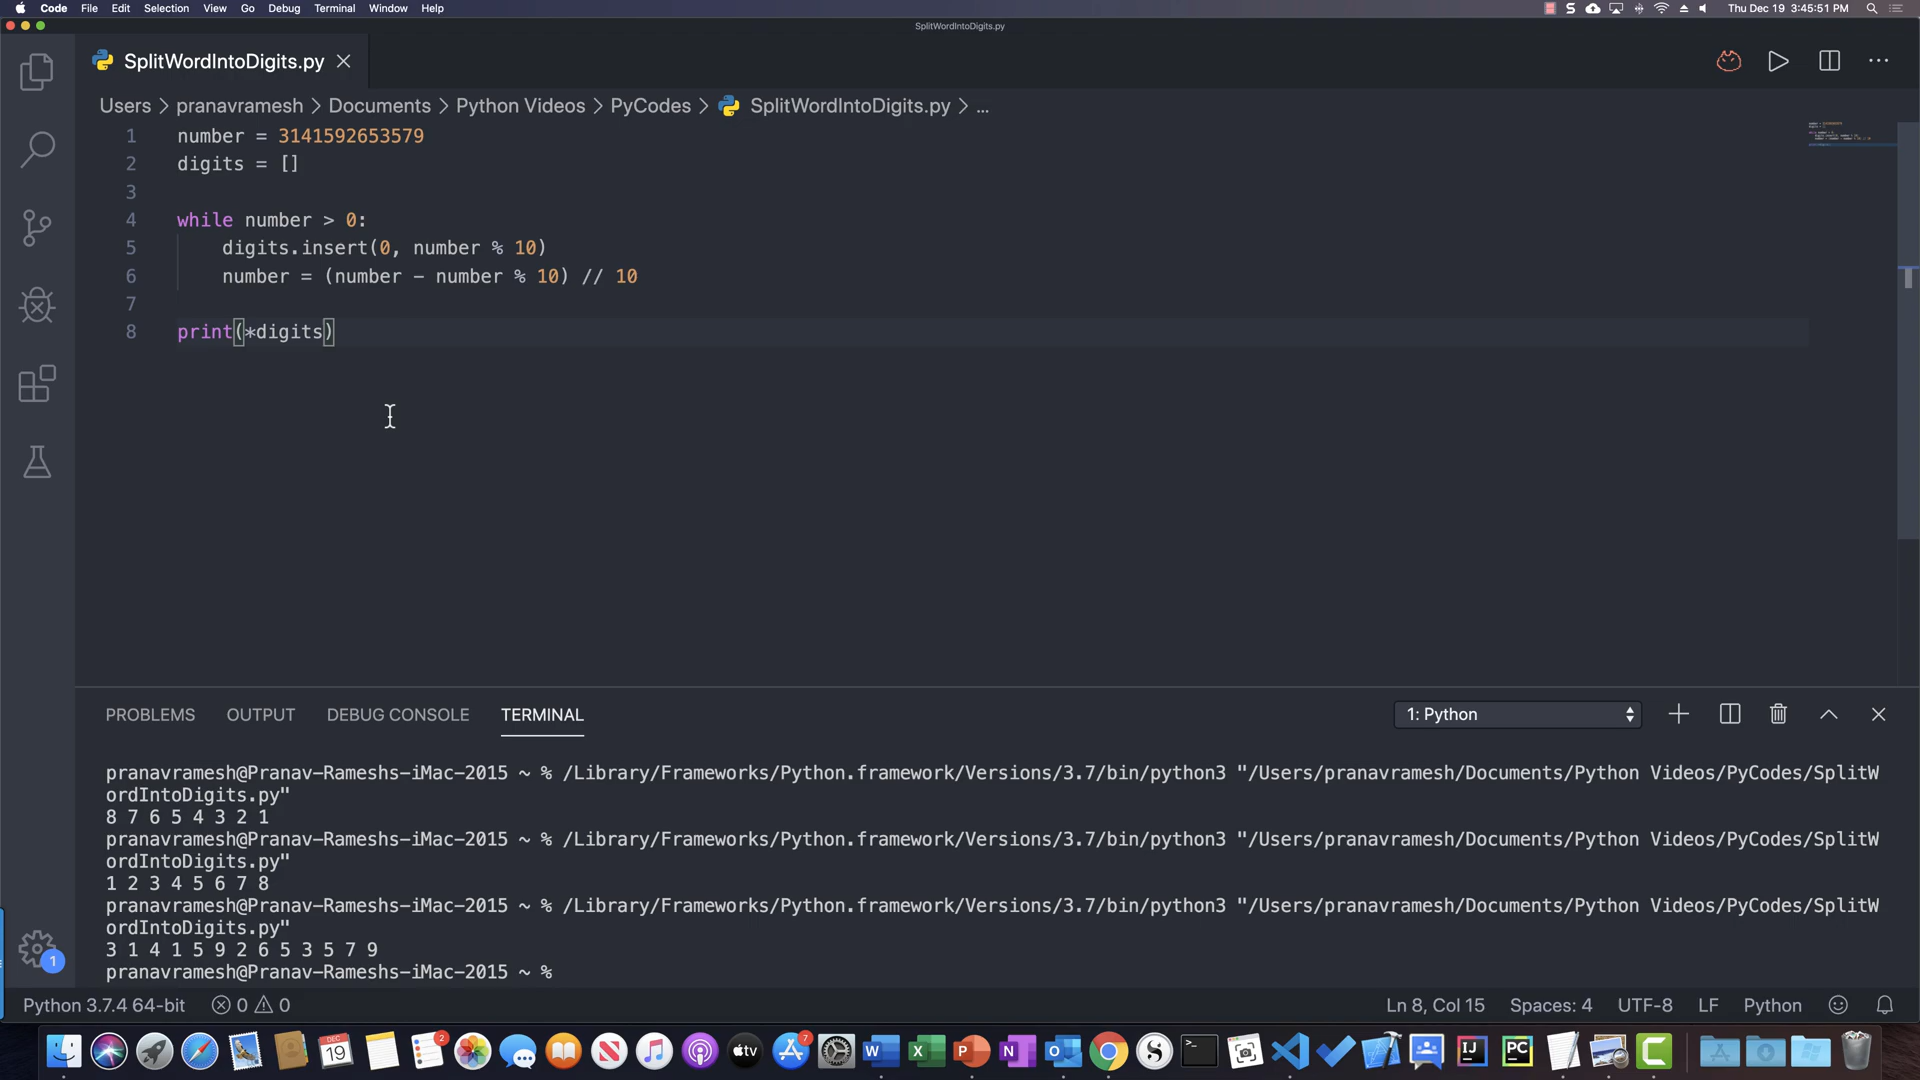 Code File Edit Selection View Go Debug Terminal Window Help
Thu Dec 19 3:45:51 PM
SplitWordIntoDigits.py
SplitWordIntoDigits.py
Users > pranavramesh > Documents > Python Videos > PyCodes > SplitWordIntoDigits.py > ...
1 number = 3141592653579
2 digits = []
3
4 while number > 0:
5 digits.insert(0, number % 10)
6 number = (number - number % 10) // 10
7
8 print(*digits)
PROBLEMS OUTPUT DEBUG CONSOLE TERMINAL
1: Python
pranavramesh@Pranav-Rameshs-iMac-2015 ~ % /Library/Frameworks/Python.framework/Versions/3.7/bin/python3 "/Users/pranavramesh/Documents/Python Videos/PyCodes/SplitW
ordIntoDigits.py"
8 7 6 5 4 3 2 1
pranavramesh@Pranav-Rameshs-iMac-2015 ~ % /Library/Frameworks/Python.framework/Versions/3.7/bin/python3 "/Users/pranavramesh/Documents/Python Videos/PyCodes/SplitW
ordIntoDigits.py"
1 2 3 4 5 6 7 8
pranavramesh@Pranav-Rameshs-iMac-2015 ~ % /Library/Frameworks/Python.framework/Versions/3.7/bin/python3 "/Users/pranavramesh/Documents/Python Videos/PyCodes/SplitW
ordIntoDigits.py"
3 1 4 1 5 9 2 6 5 3 5 7 9
pranavramesh@Pranav-Rameshs-iMac-2015 ~ %
1
Python 3.7.4 64-bit 0 0
Ln 8, Col 15 Spaces: 4 UTF-8 LF Python
DEC
19
2
tv
7
W X P N O S >_ IJ PC C